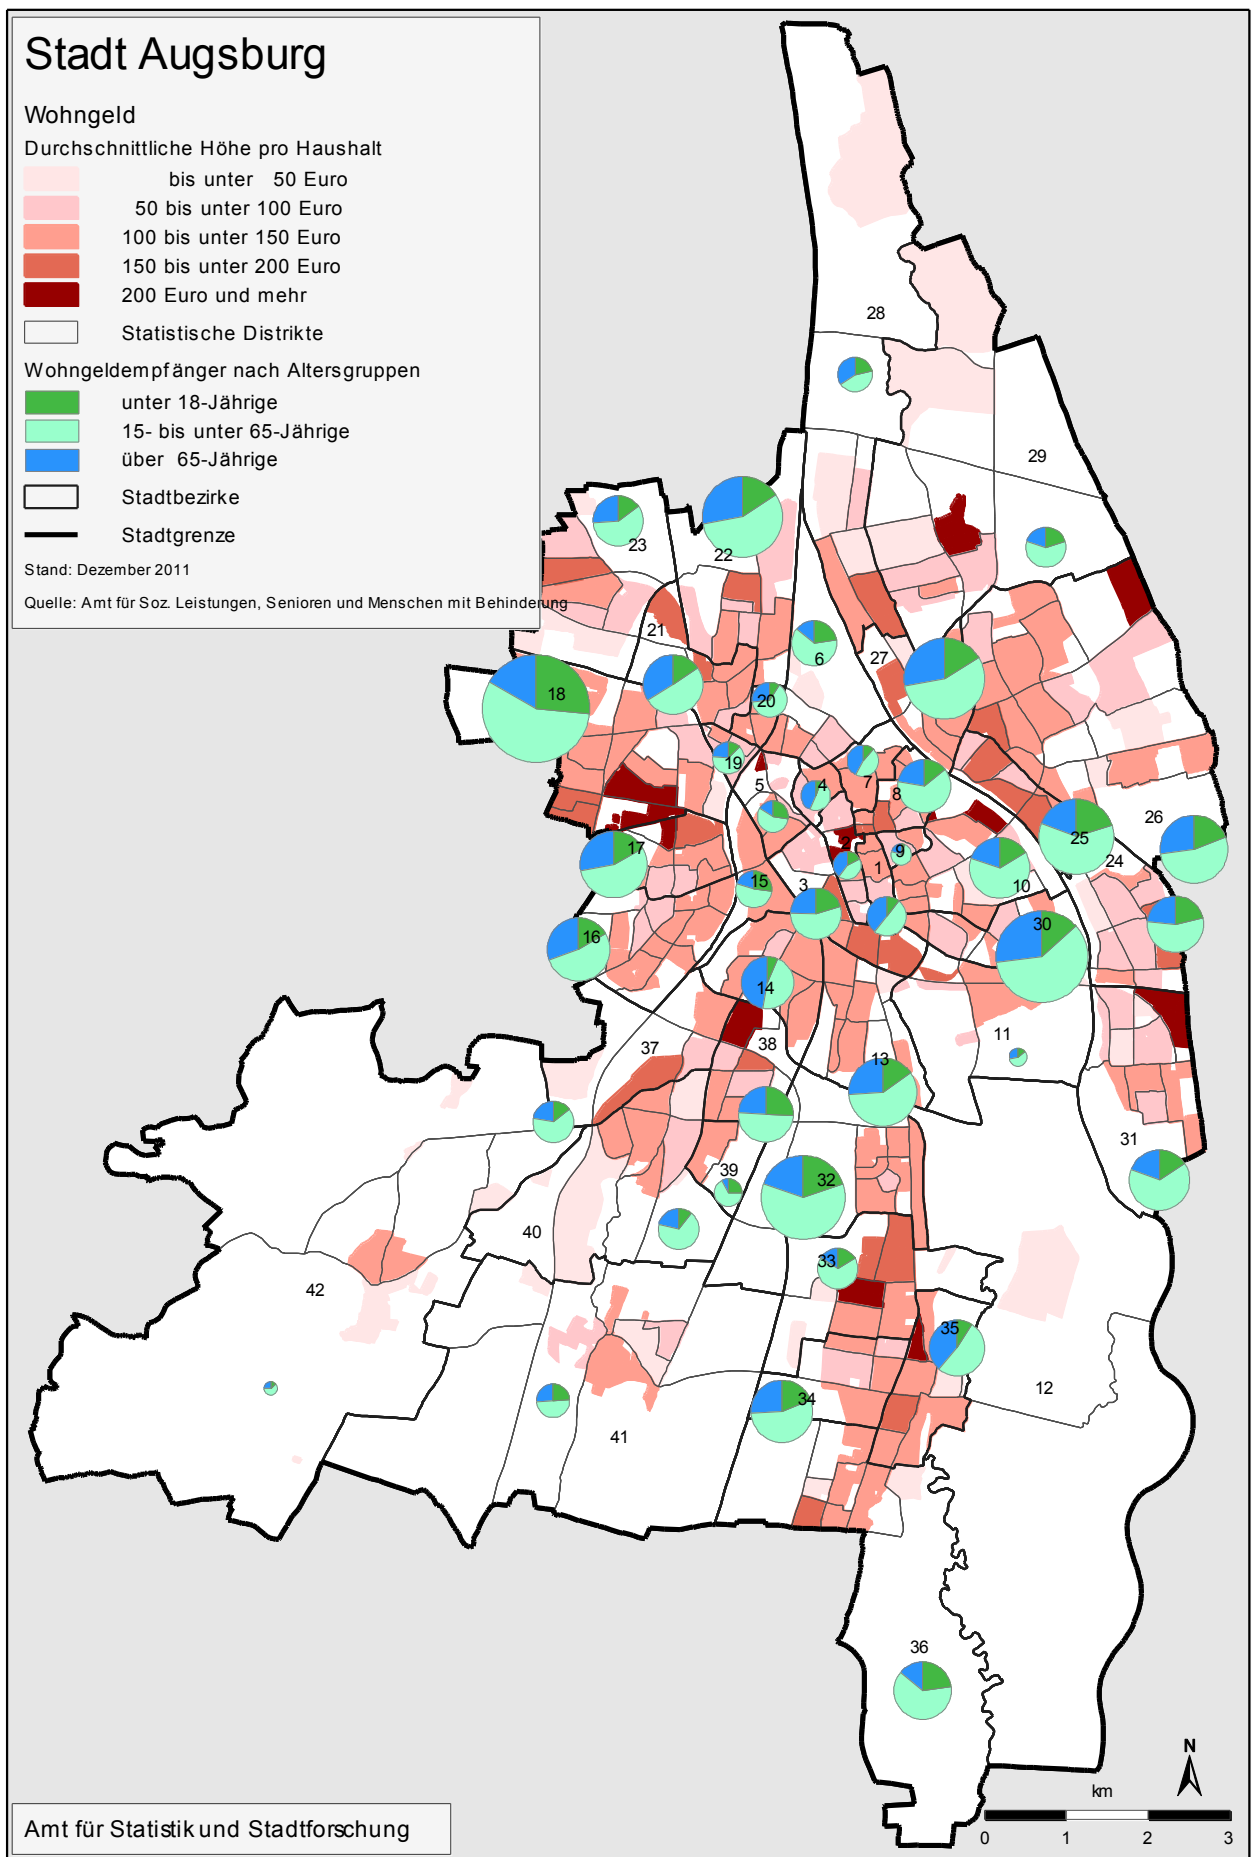 Stadt Augsburg
Wohngeld
Durchschnittliche Höhe pro Haushalt
bis unter 50 Euro
50 bis unter 100 Euro
100 bis unter 150 Euro
150 bis unter 200 Euro
200 Euro und mehr
Statistische Distrikte
Wohngeldempfänger nach Altersgruppen
unter 18-Jährige
15- bis unter 65-Jährige
über 65-Jährige
Stadtbezirke
Stadtgrenze
Stand: Dezember 2011
Quelle: Amt für Soz. Leistungen, Senioren und Menschen mit Behinderung
28
29
23
22
21
6
27
18
20
19
5
4
7
8
26
25
24
17
2
9
1
10
15
3
16
30
14
11
37
38
13
31
39
32
40
33
42
35
12
34
41
36
N
km
0 1 2 3
Amt für Statistik und Stadtforschung